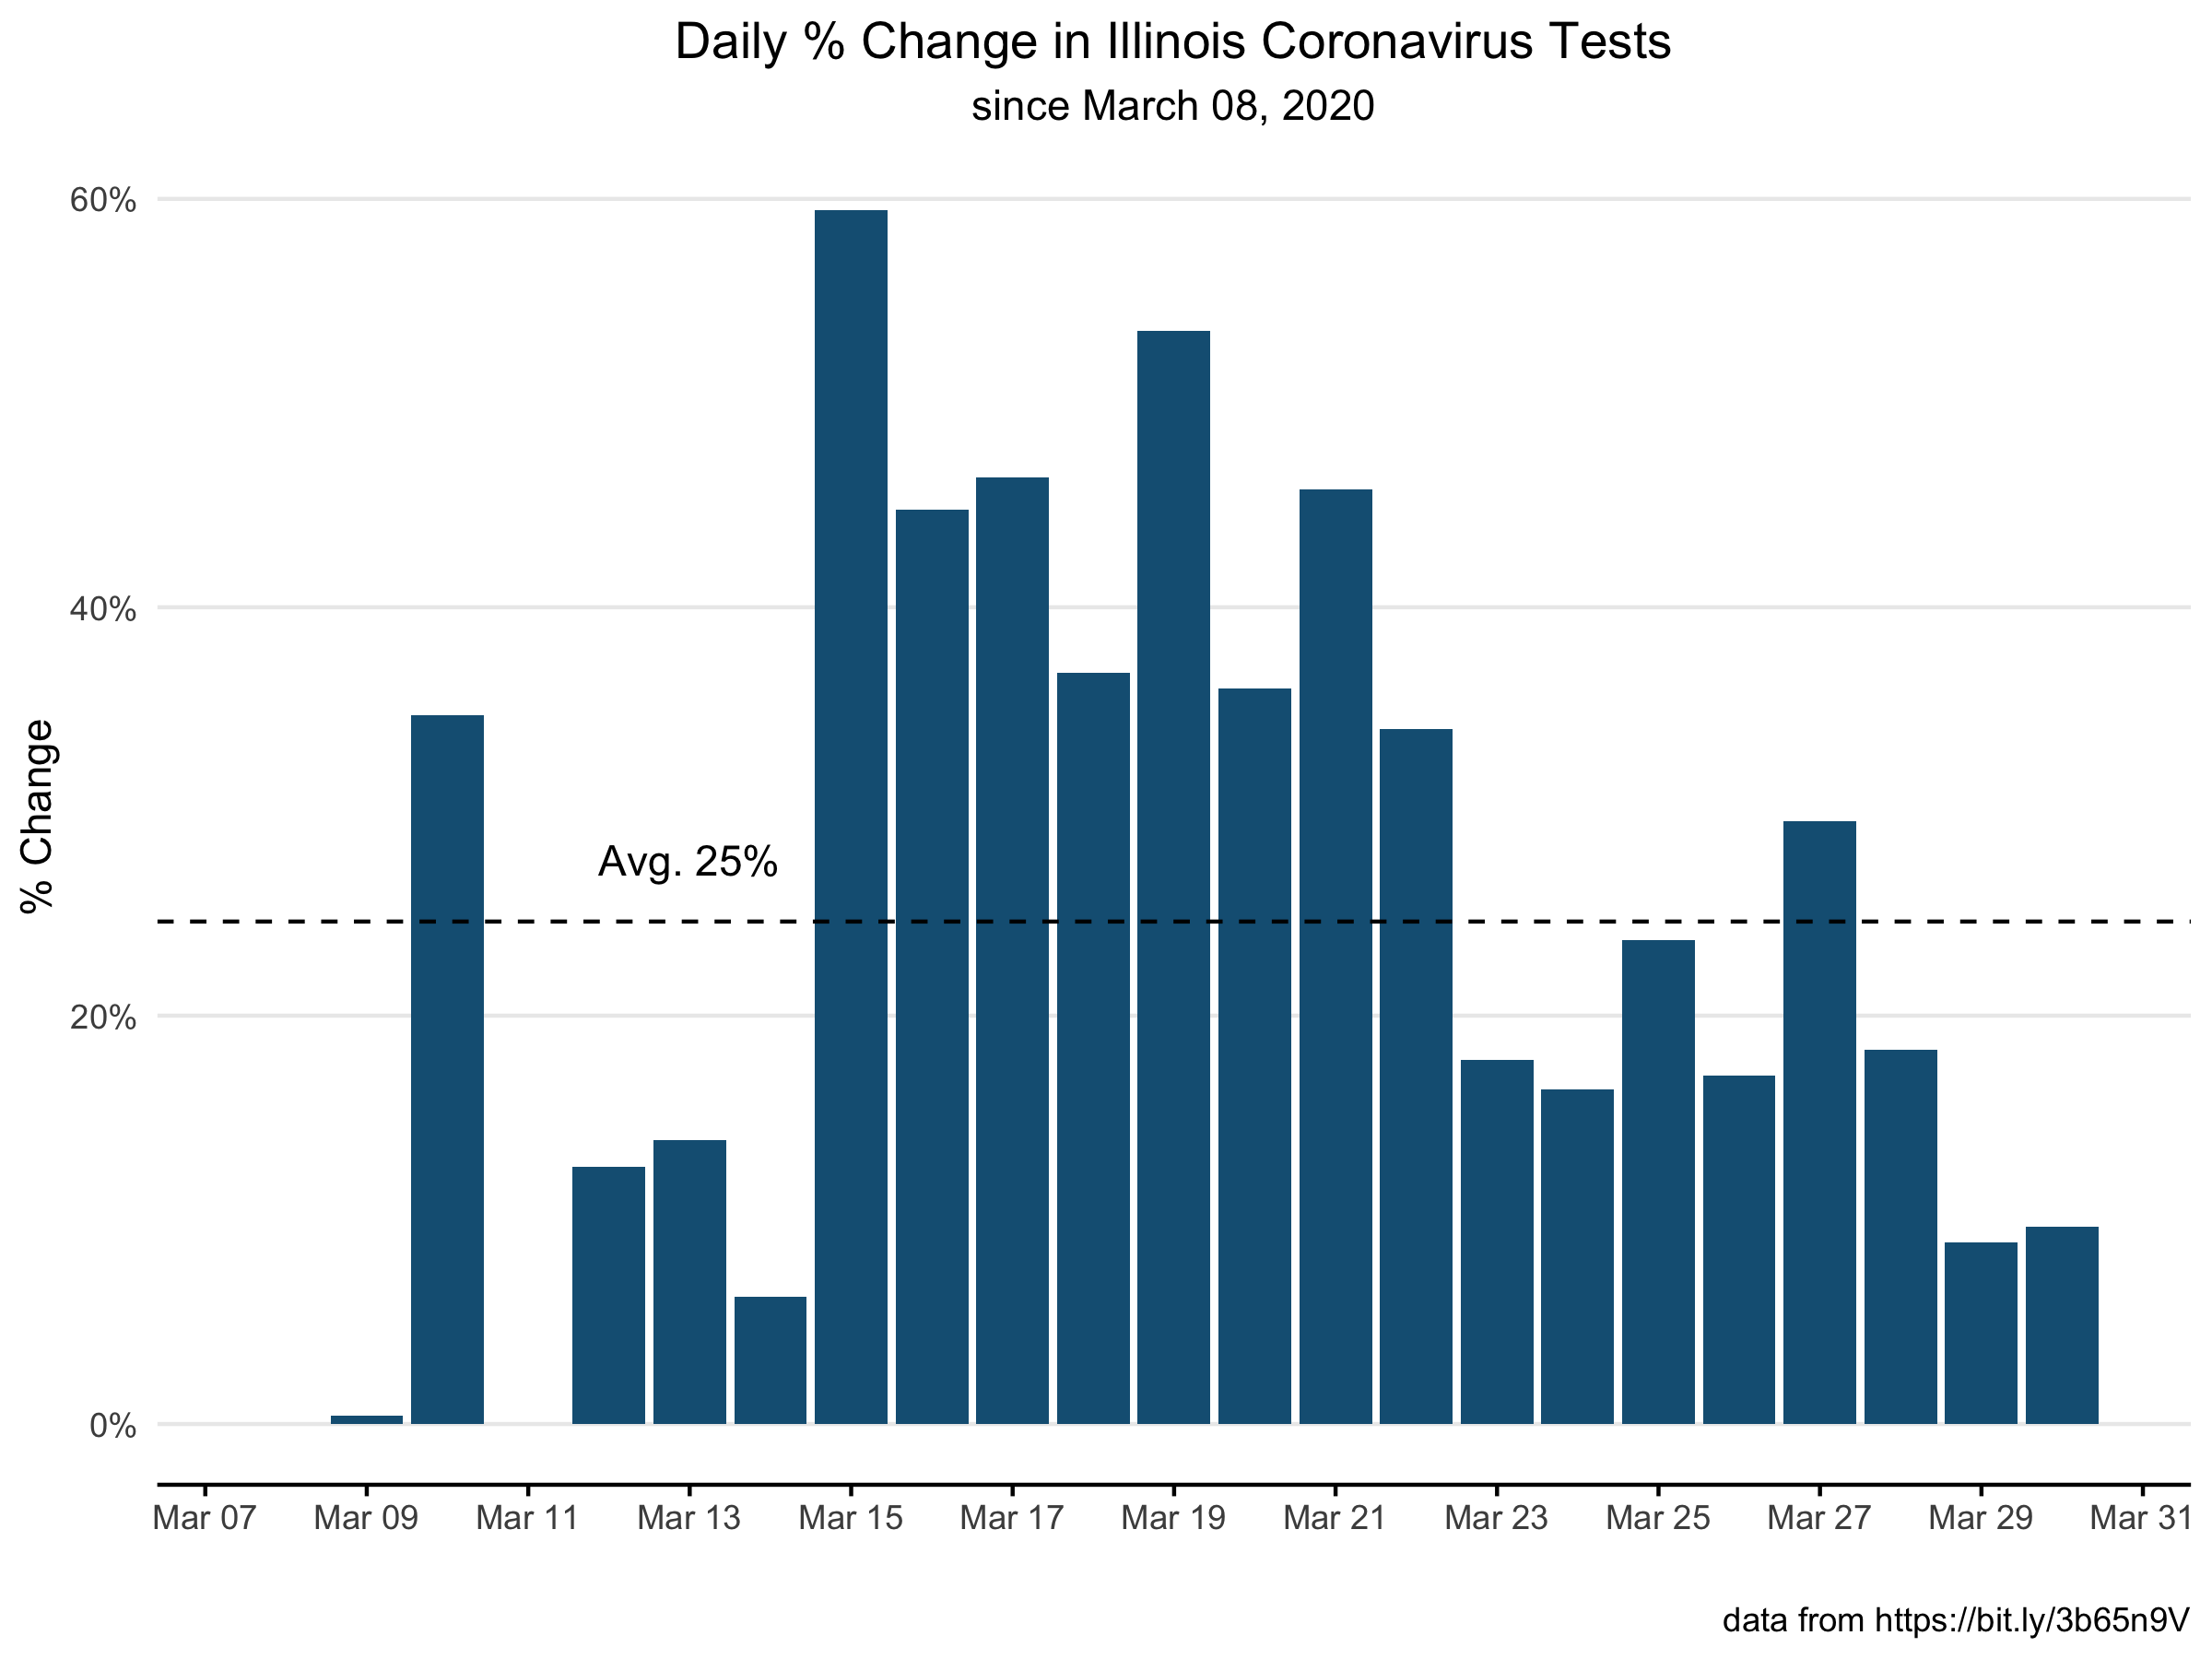 Daily % Change in Illinois Coronavirus Tests
since March 08, 2020
60%
40%
20%
0%
% Change
Avg. 25%
Mar 07 Mar 09 Mar 11 Mar 13 Mar 15 Mar 17 Mar 19 Mar 21 Mar 23 Mar 25 Mar 27 Mar 29 Mar 31
data from https://bit.ly/3b65n9V